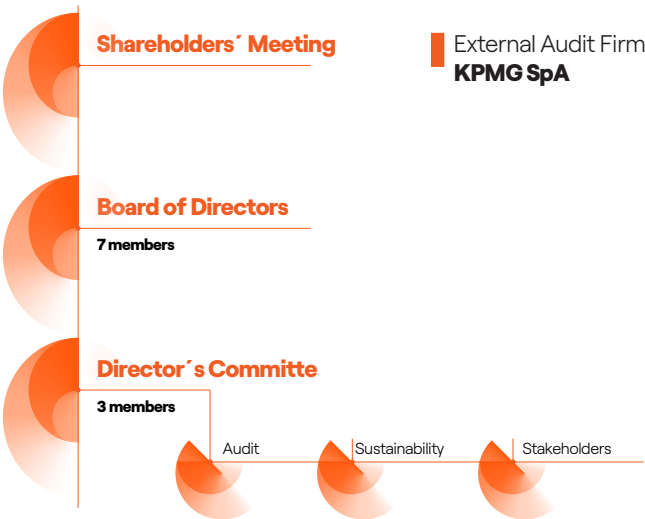 Shareholders´ Meeting
External Audit Firm
KPMG SpA
Board of Directors
7 members
Director´s Committe
3 members
Audit
Sustainability
Stakeholders